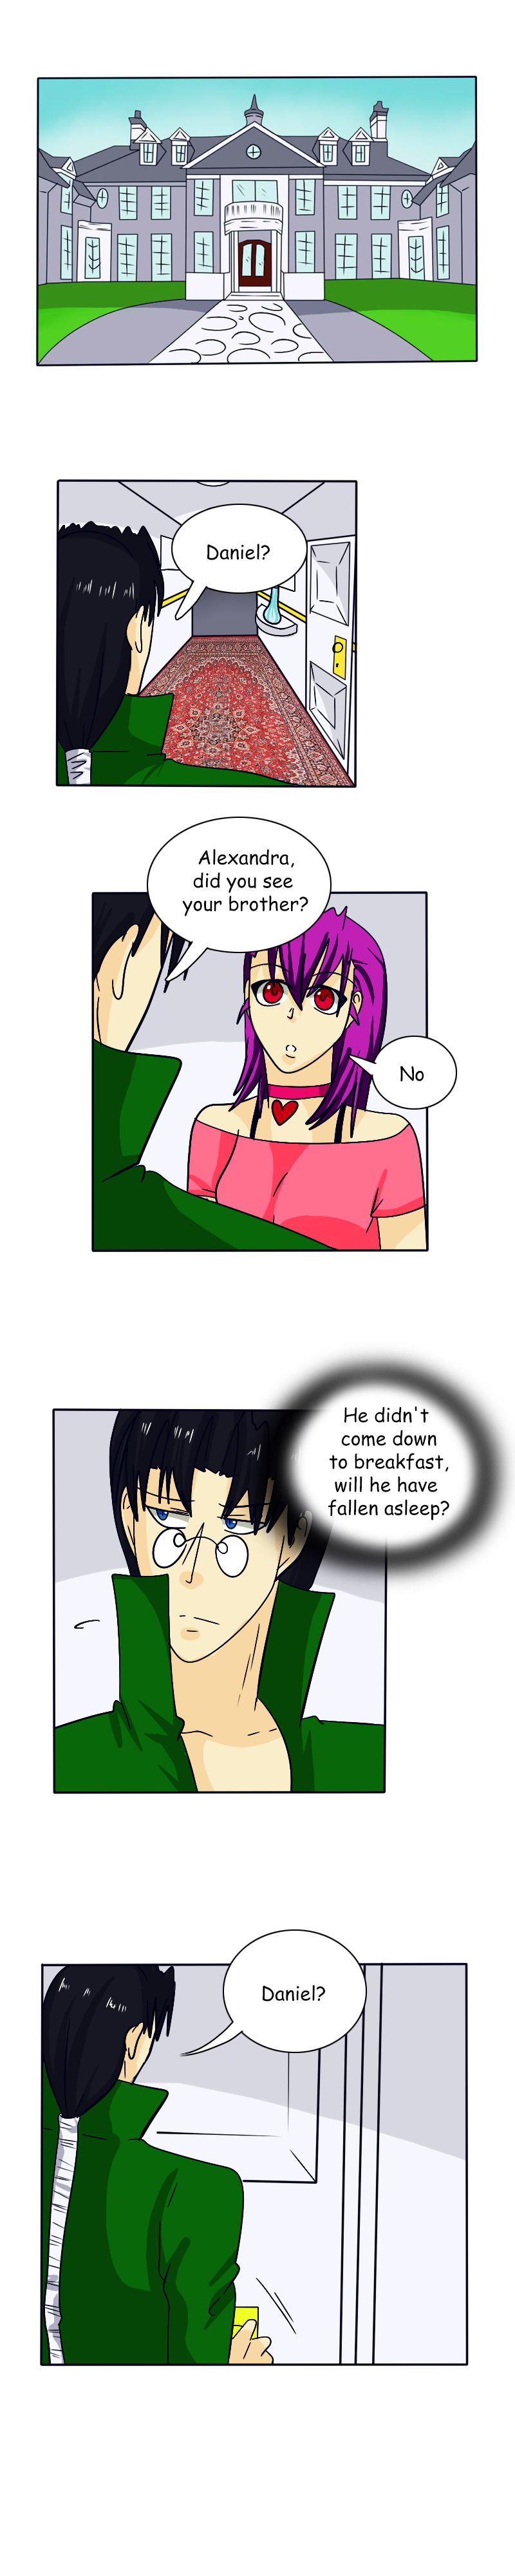 Daniel?
Alexandra,
did you see
your brother?
No
He didn't
come down
to breakfast,
will he have
fallen asleep?
Daniel?